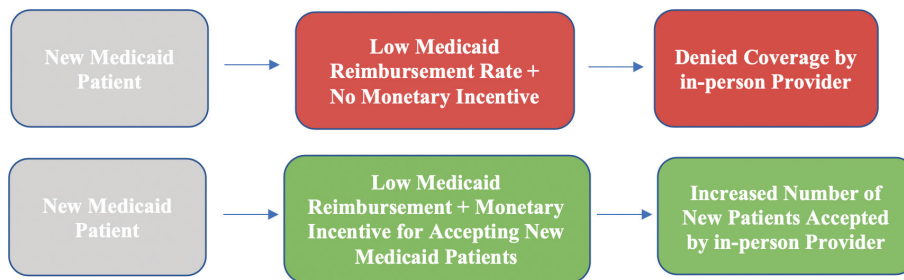 New Medicaid
Patient
Low Medicaid
Reimbursement Rate +
No Monetary Incentive
Denied Coverage by
in-person Provider
New Medicaid
Patient
Low Medicaid
Reimbursement + Monetary
Incentive for Accepting New
Medicaid Patients
Increased Number of
New Patients Accepted
by in-person Provider